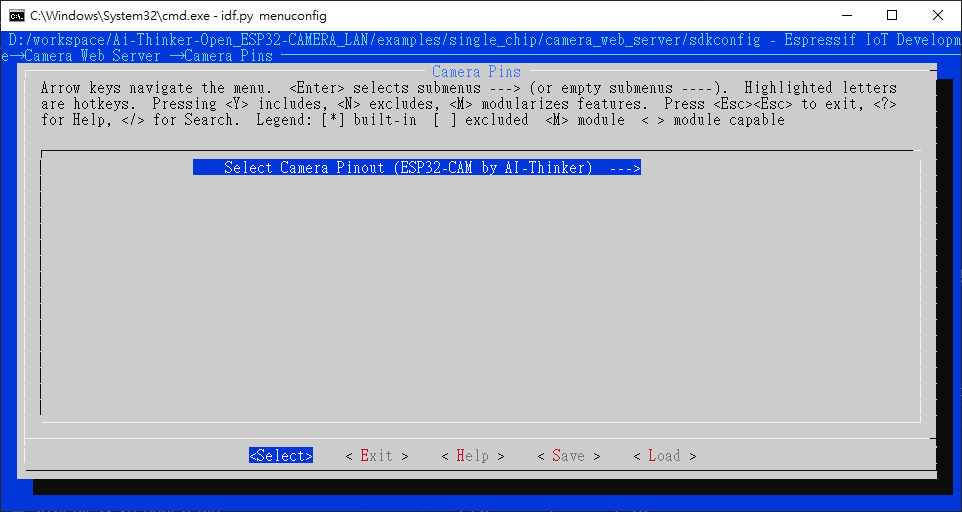 C:\Windows\System32\cmd.exe - idf.py menuconfig
D:/workspace/Ai-Thinker-Open_ESP32-CAMERA_LAN/examples/single_chip/camera_web_server/sdkconfig - Espressif IoT Developm
e→Camera Web Server →Camera Pins
Camera Pins
Arrow keys navigate the menu.  <Enter> selects submenus ---> (or empty submenus ----).  Highlighted letters
are hotkeys.  Pressing <Y> includes, <N> excludes, <M> modularizes features.  Press <Esc><Esc> to exit, <?>
for Help, </> for Search.  Legend: [*] built-in  [ ] excluded  <M> module  < > module capable
Select Camera Pinout (ESP32-CAM by AI-Thinker)  --->
<Select>    < Exit >    < Help >    < Save >    < Load >